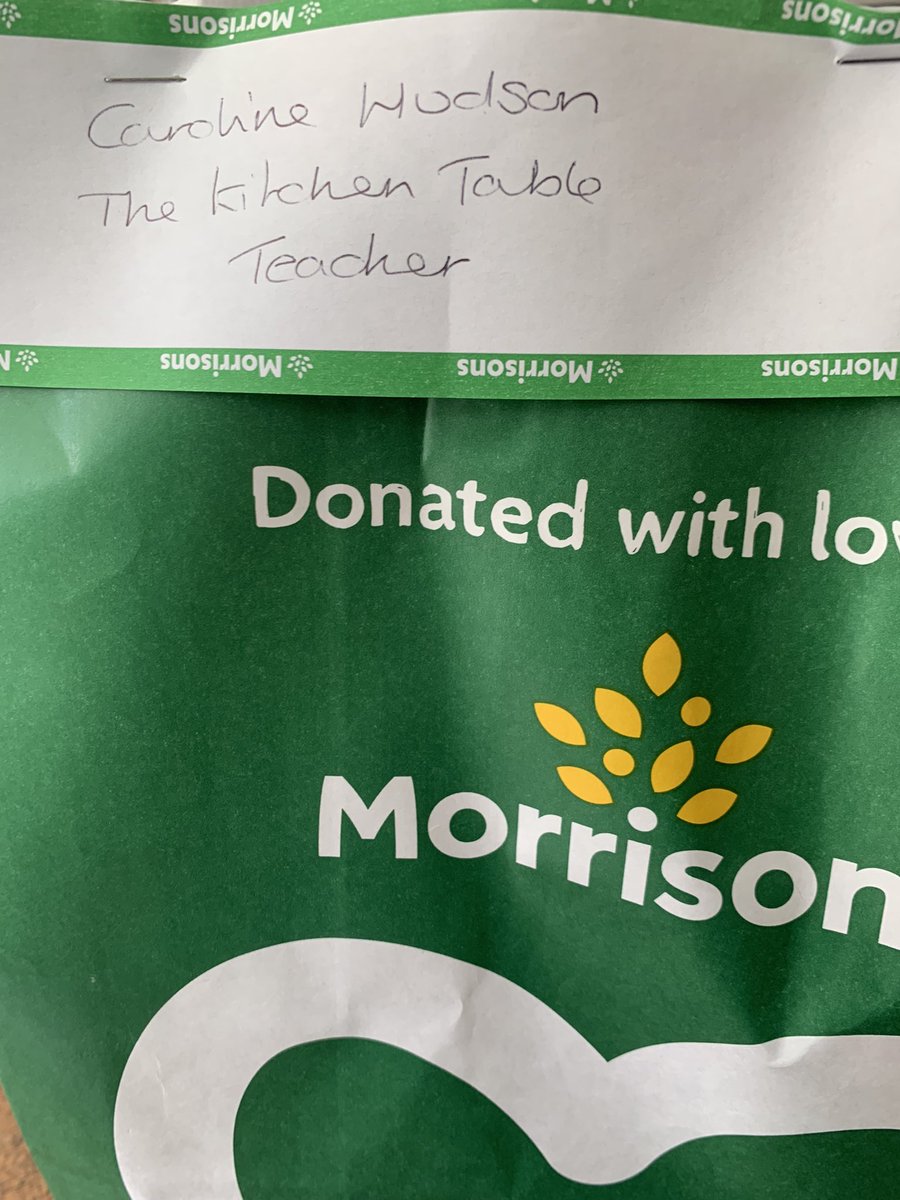 Morrisons Morrisons
Caroline Hudson
The Kitchen Table
Teacher
Morrisons Morrisons Morrisons
Donated with lo
Morrison